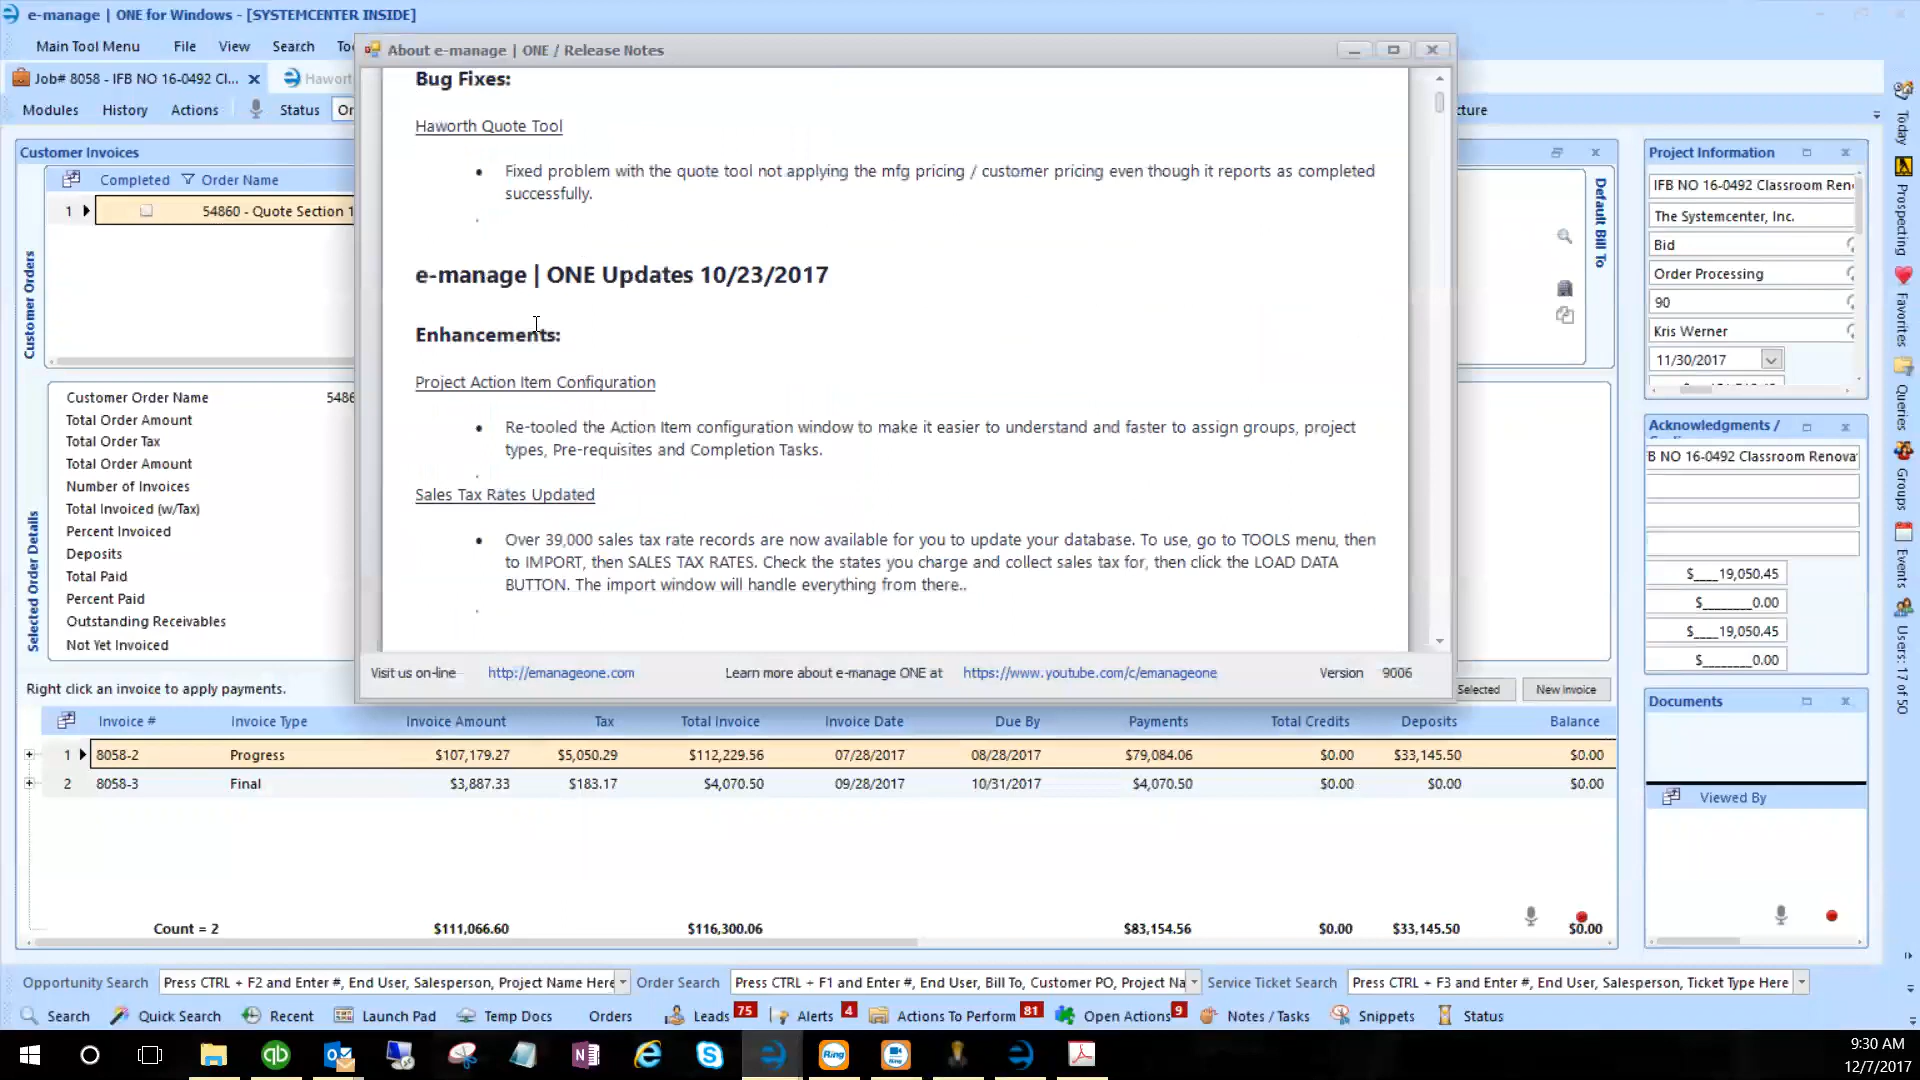 e-manage | ONE for Windows - [SYSTEMCENTER INSIDE]
Main Tool Menu File View Search
About e-manage | ONE / Release Notes
Job# 8058 - IFB NO 16-0492 Cl... Hawort
Modules History Actions Status
Customer Invoices
Completed Order Name
1 54860 - Quote Section 1
Customer Orders
Bug Fixes:
Haworth Quote Tool
Fixed problem with the quote tool not applying the mfg pricing / customer pricing even though it reports as completed
successfully.
e-manage | ONE Updates 10/23/2017
Enhancements:
Project Action Item Configuration
Re-tooled the Action Item configuration window to make it easier to understand and faster to assign groups, project
types, Pre-requisites and Completion Tasks.
Sales Tax Rates Updated
Over 39,000 sales tax rate records are now available for you to update your database. To use, go to TOOLS menu, then
to IMPORT, then SALES TAX RATES. Check the states you charge and collect sales tax for, then click the LOAD DATA
BUTTON. The import window will handle everything from there..
Visit us on-line http://emanageone.com Learn more about e-manage ONE at https://www.youtube.com/c/emanageone Version 9006
Default Bill To
Project Information
IFB NO 16-0492 Classroom Ren
The Systemcenter, Inc.
Bid
Order Processing
90
Kris Werner
11/30/2017
Acknowledgments /
B NO 16-0492 Classroom Renova
$____19,050.45
$________0.00
$____19,050.45
$________0.00
Documents
Viewed By
Today
Prospecting
Favorites
Queries
Groups
Events
Users: 17 of 50
Selected Order Details
Customer Order Name 5486
Total Order Amount
Total Order Tax
Total Order Amount
Number of Invoices
Total Invoiced (w/Tax)
Percent Invoiced
Deposits
Total Paid
Percent Paid
Outstanding Receivables
Not Yet Invoiced
Right click an invoice to apply payments. Selected New Invoice
Invoice # Invoice Type Invoice Amount Tax Total Invoice Invoice Date Due By Payments Total Credits Deposits Balance
1 8058-2 Progress $107,179.27 $5,050.29 $112,229.56 07/28/2017 08/28/2017 $79,084.06 $0.00 $33,145.50 $0.00
2 8058-3 Final $3,887.33 $183.17 $4,070.50 09/28/2017 10/31/2017 $4,070.50 $0.00 $0.00 $0.00
Count = 2 $111,066.60 $116,300.06 $83,154.56 $0.00 $33,145.50 $0.00
Opportunity Search Press CTRL + F2 and Enter #, End User, Salesperson, Project Name Here Order Search Press CTRL + F1 and Enter #, End User, Bill To, Customer PO, Project Na Service Ticket Search Press CTRL + F3 and Enter #, End User, Salesperson, Ticket Type Here
Search Quick Search Recent Launch Pad Temp Docs Orders Leads 75 Alerts 4 Actions To Perform 81 Open Actions 9 Notes / Tasks Snippets Status
9:30 AM
12/7/2017